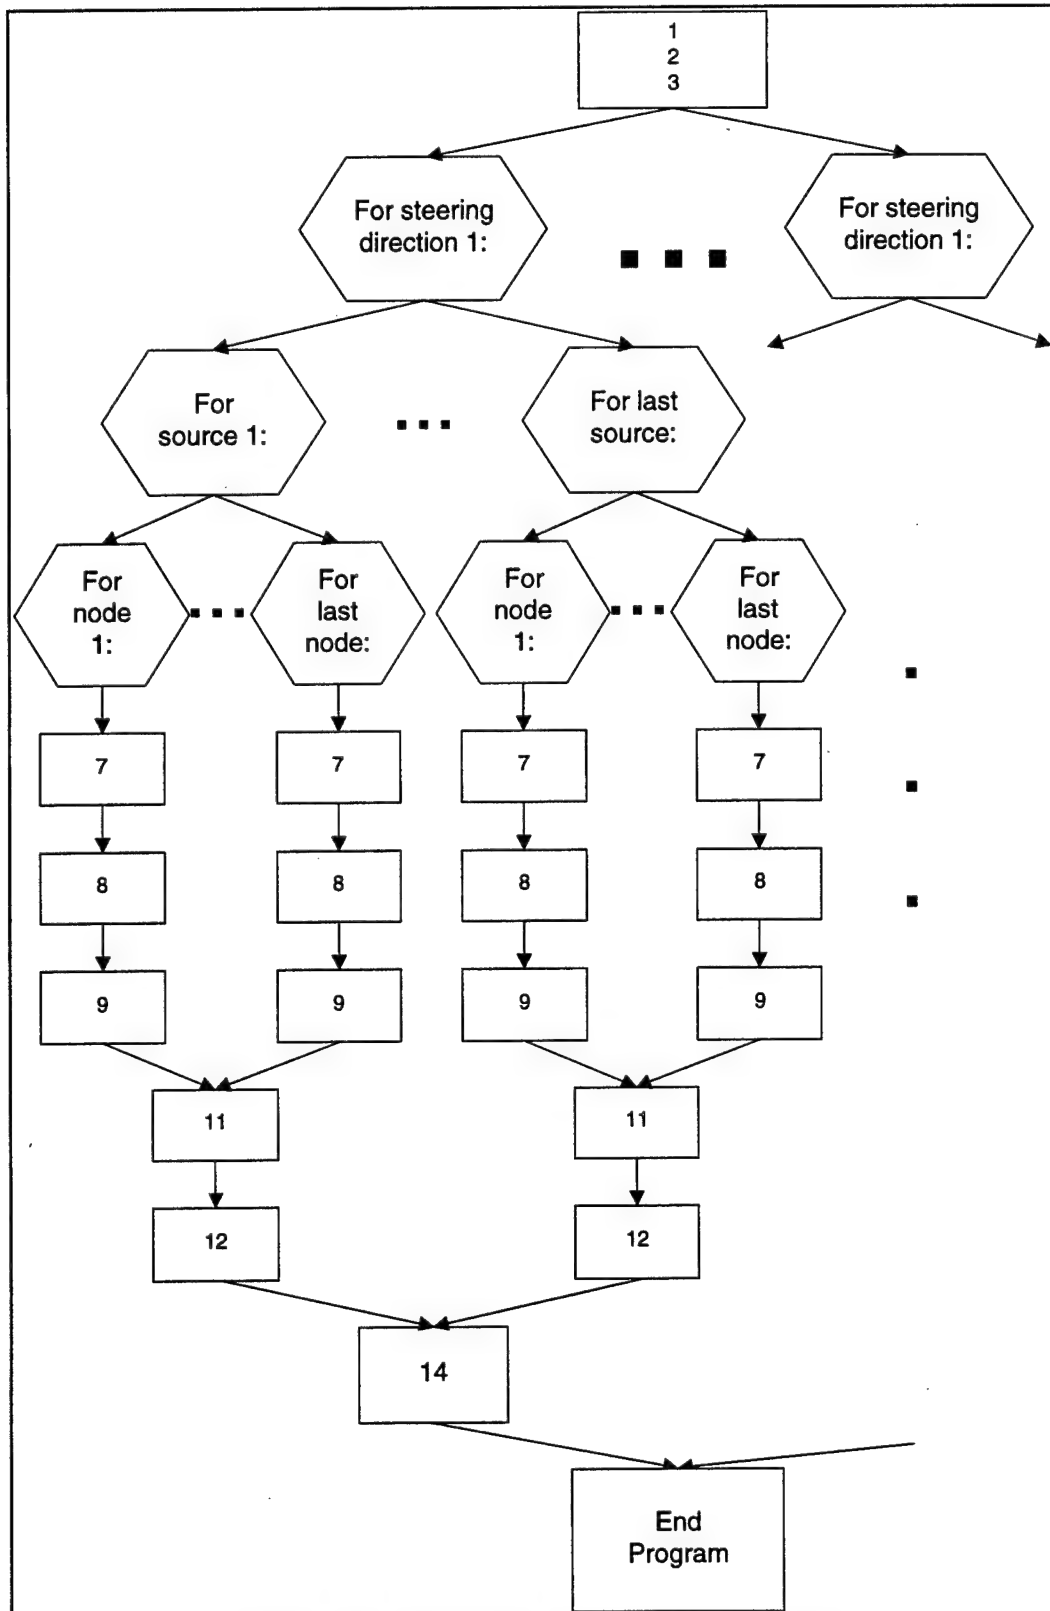 1
2
3
For steering
direction 1:
For steering
direction 1:
For
source 1:
For last
source:
For
node
1:
For
last
node:
For
node
1:
For
last
node:
7
7
7
7
8
8
8
8
9
9
9
9
11
11
12
12
14
End
Program